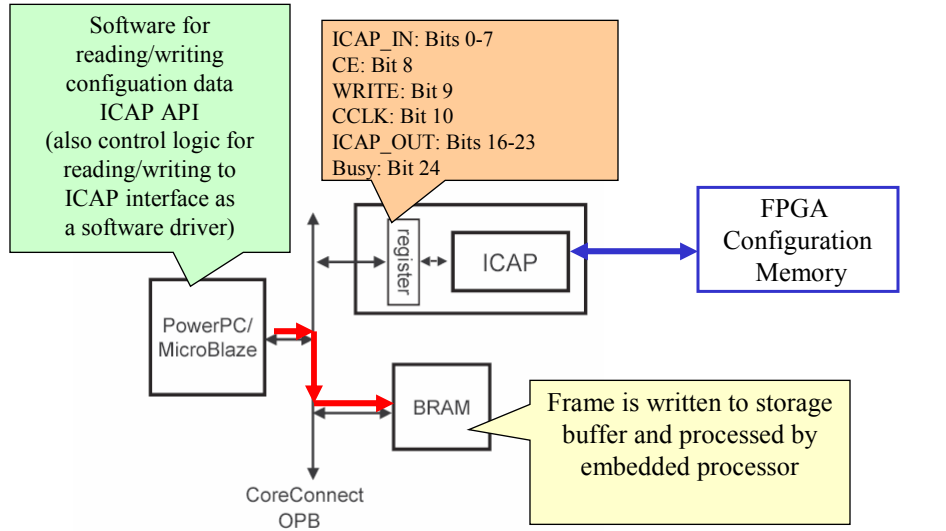 Software for
reading/writing
configuation data
ICAP API
(also control logic for
reading/writing to
ICAP interface as
a software driver)
ICAP_IN: Bits 0-7
CE: Bit 8
WRITE: Bit 9
CCLK: Bit 10
ICAP_OUT: Bits 16-23
Busy: Bit 24
register
ICAP
FPGA
Configuration
Memory
PowerPC/
MicroBlaze
BRAM
Frame is written to storage
buffer and processed by
embedded processor
CoreConnect
OPB